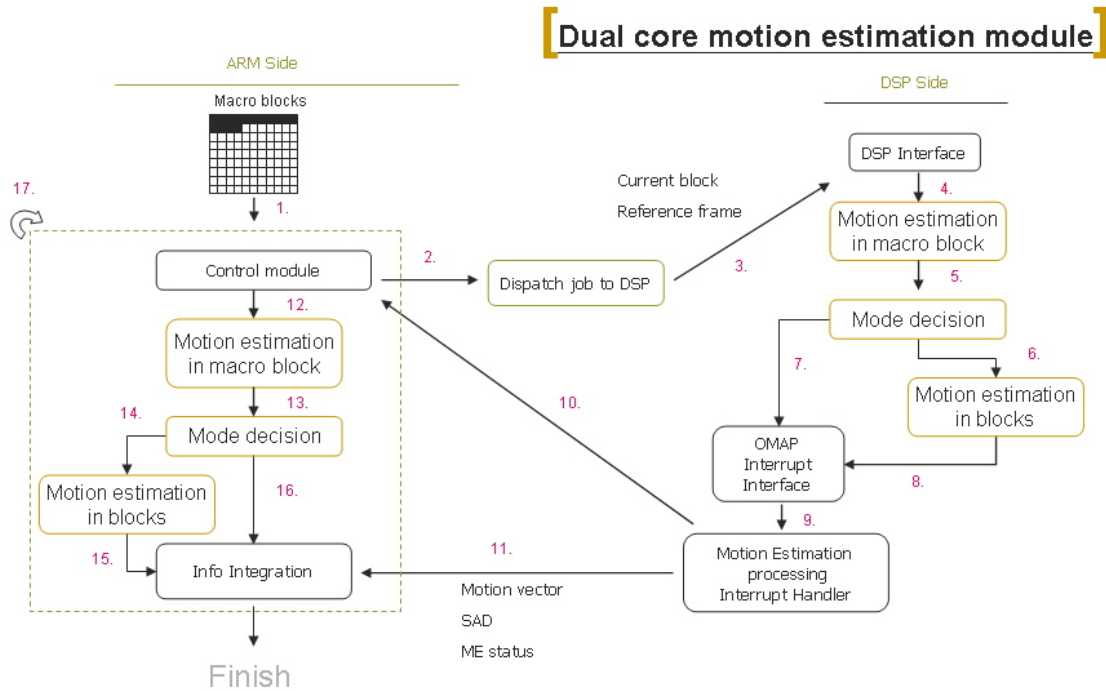 Dual core motion estimation module
ARM Side
DSP Side
Macro blocks
DSP Interface
17.
1.
Current block
Reference frame
4.
Motion estimation
in macro block
Control module
2.
Dispatch job to DSP
3.
5.
12.
Motion estimation
in macro block
Mode decision
7.
6.
13.
14.
10.
Motion estimation
in blocks
Mode decision
OMAP
Interrupt
Interface
8.
Motion estimation
in blocks
16.
9.
15.
Info Integration
11.
Motion Estimation
processing
Interrupt Handler
Motion vector
SAD
ME status
Finish